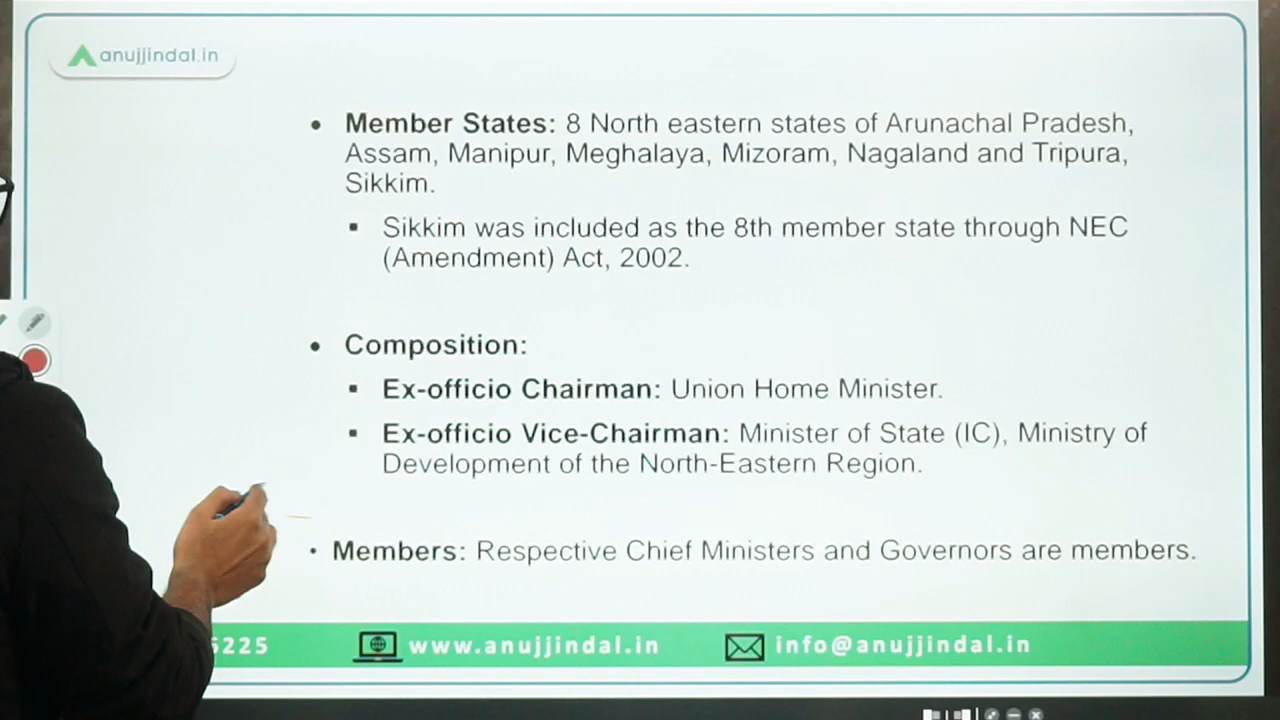 anujjindal.in
• Member States: 8 North eastern states of Arunachal Pradesh,
Assam, Manipur, Meghalaya, Mizoram, Nagaland and Tripura,
Sikkim.
▪ Sikkim was included as the 8th member state through NEC
(Amendment) Act, 2002.
• Composition:
▪ Ex-officio Chairman: Union Home Minister.
▪ Ex-officio Vice-Chairman: Minister of State (IC), Ministry of
Development of the North-Eastern Region.
• Members: Respective Chief Ministers and Governors are members.
225 www.anujjindal.in info@anujjindal.in